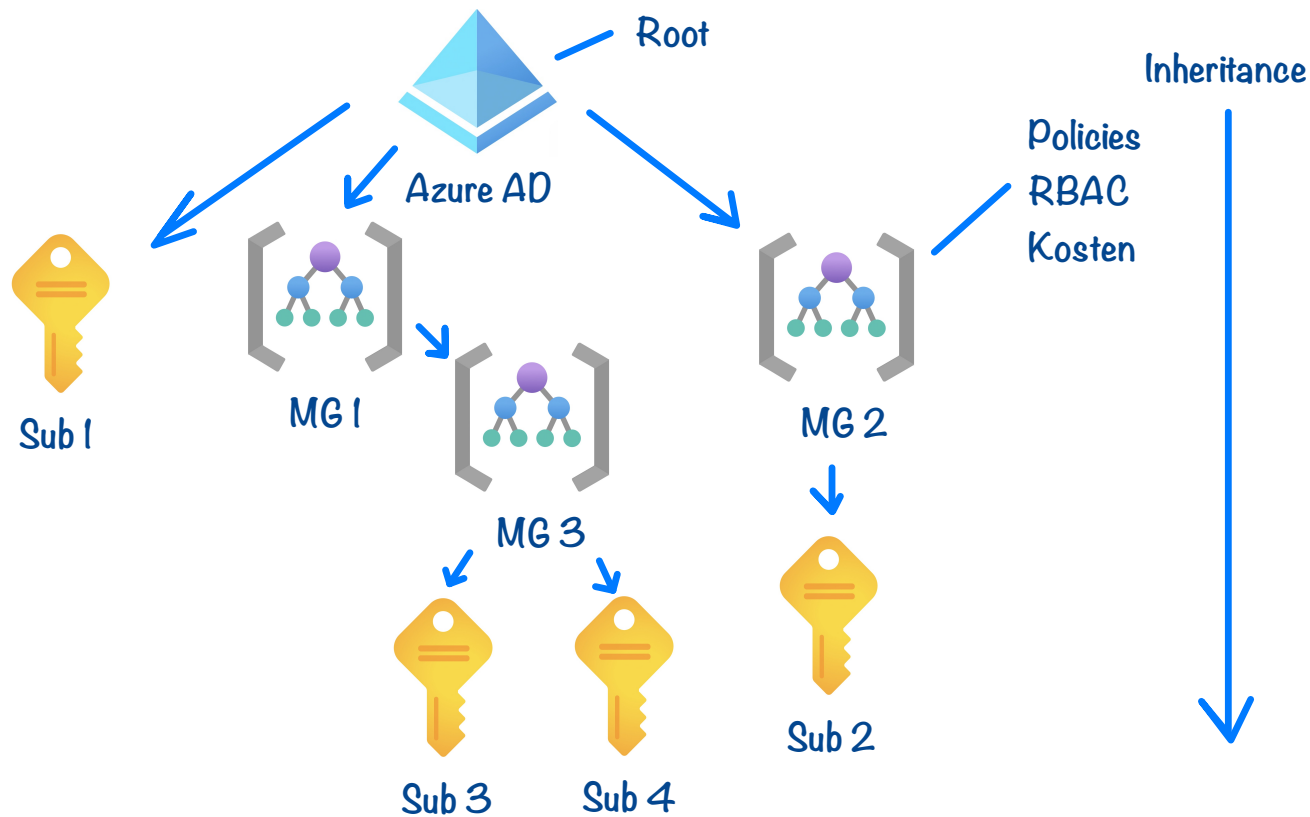 Root
Inheritance
Policies
RBAC
Kosten
Azure AD
Sub 1
MG 1
MG 2
MG 3
Sub 2
Sub 3
Sub 4